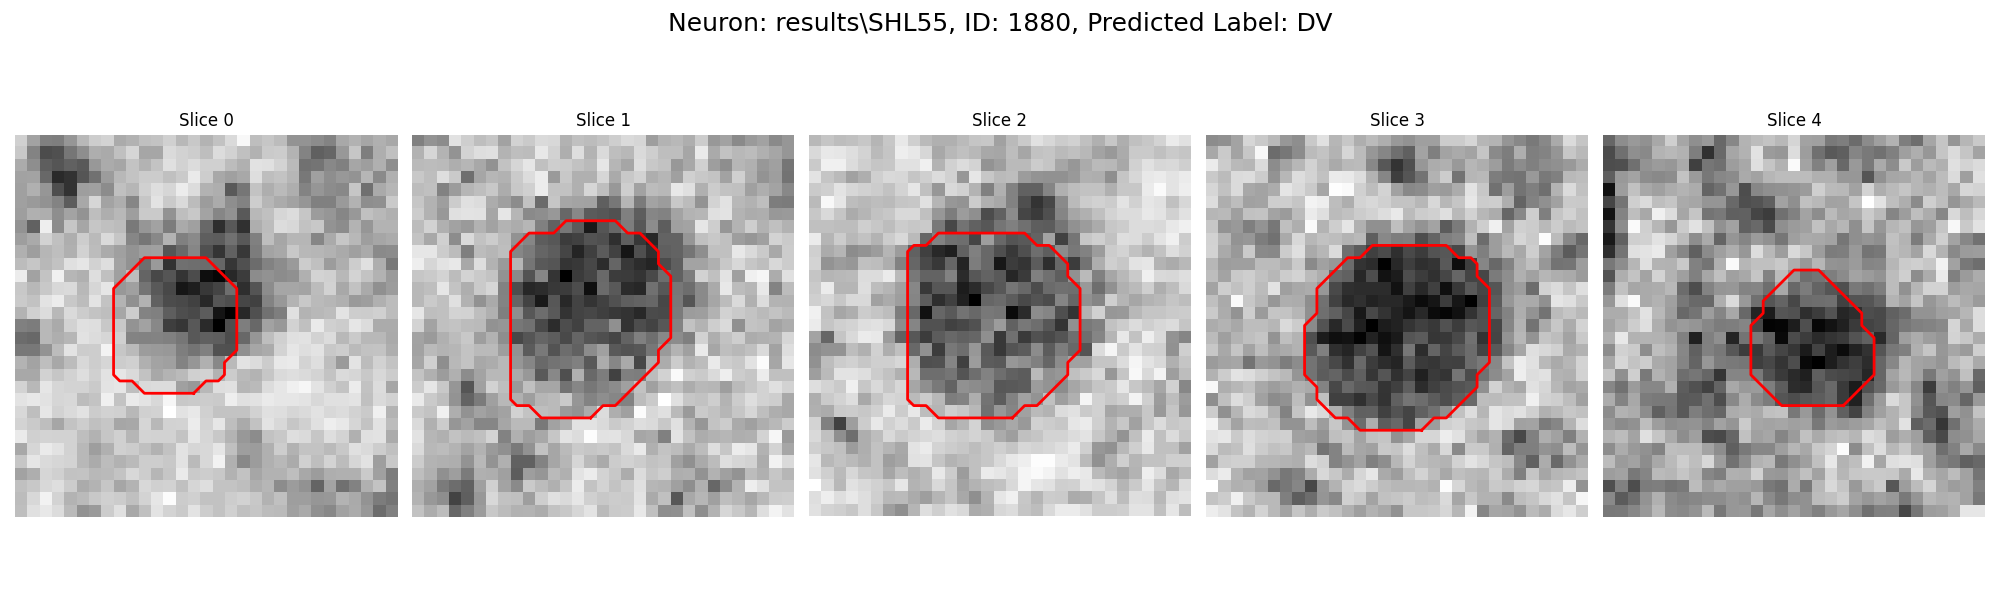 Neuron: results\SHL55, ID: 1880, Predicted Label: DV
Slice 0
Slice 1
Slice 2
Slice 3
Slice 4